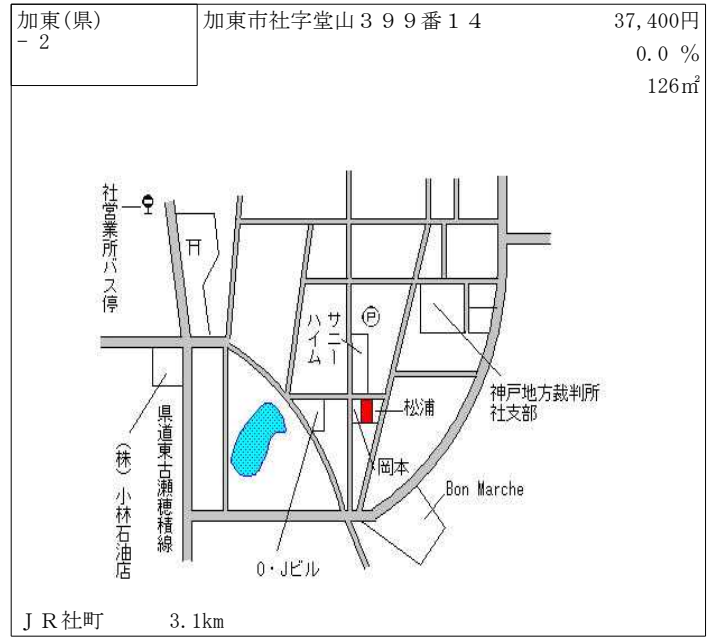 加東(県)
- 2
加東市社字堂山３９９番１４
37,400円
0.0 %
126㎡
社営業所バス停
サニー
ハイム
Ⓟ
神戸地方裁判所
社支部
松浦
岡本
県道東古瀬穂積線
㈱小林石油店
Bon Marche
O・Jビル
ＪＲ社町 3.1km